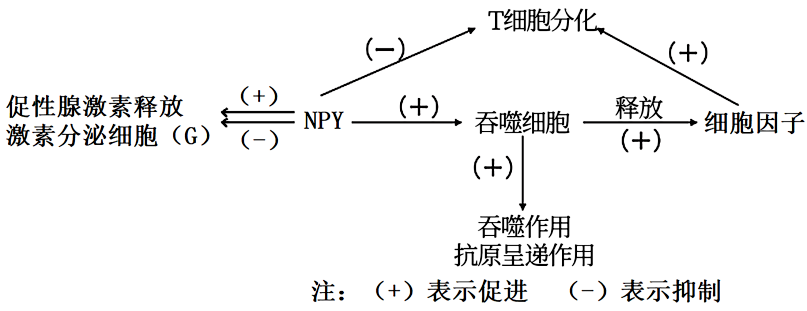 T细胞分化
(−)
(+)
促性腺激素释放
激素分泌细胞（G）
(+)
(−)
NPY
(+)
吞噬细胞
释放
(+)
细胞因子
(+)
吞噬作用
抗原呈递作用
注：（+）表示促进 （−）表示抑制